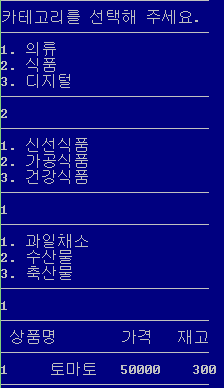 카테고리를 선택해 주세요.
1. 의류
2. 식품
3. 디지털
2
1. 신선식품
2. 가공식품
3. 건강식품
1
1. 과일채소
2. 수산물
3. 축산물
1
상품명 가격 재고
1 토마토 50000 300